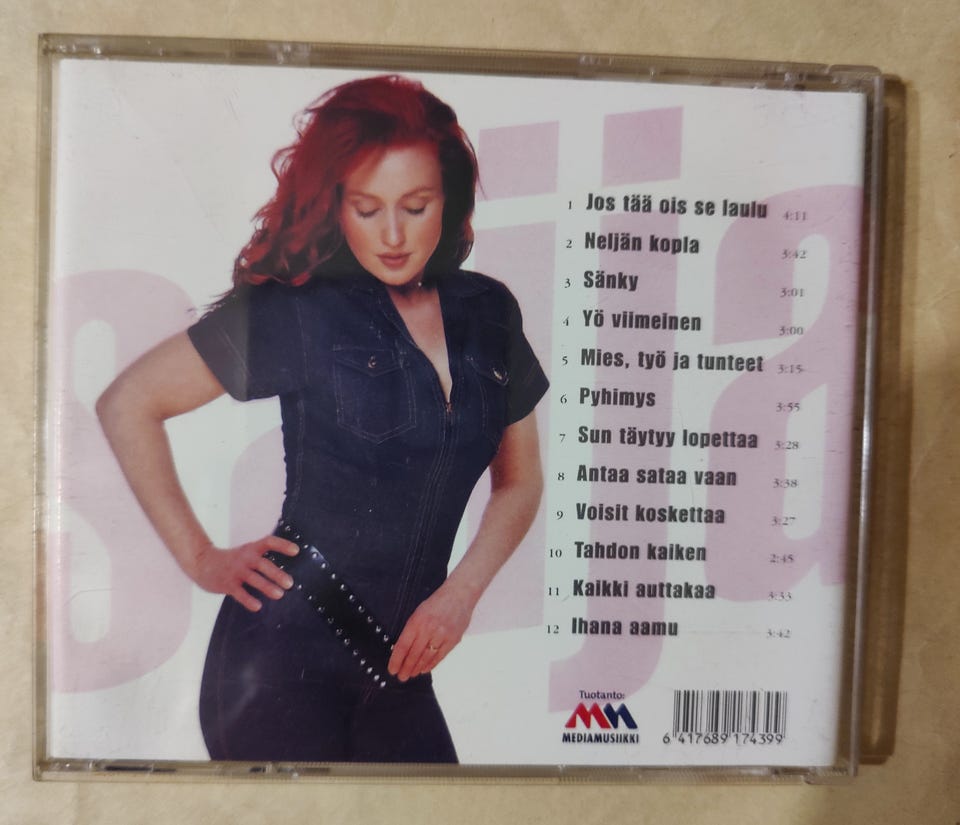 saija
1 Jos tää ois se laulu 4:11
2 Neljän kopla 3:42
3 Sänky 3:01
4 Yö viimeinen 3:00
5 Mies, työ ja tunteet 3:15
6 Pyhimys 3:55
7 Sun täytyy lopettaa 3:28
8 Antaa sataa vaan 3:38
9 Voisit koskettaa 3:27
10 Tahdon kaiken 2:45
11 Kaikki auttakaa 3:33
12 Ihana aamu 3:42
Tuotanto:
MM
MEDIAMUSIIKKI
6 417689 174399